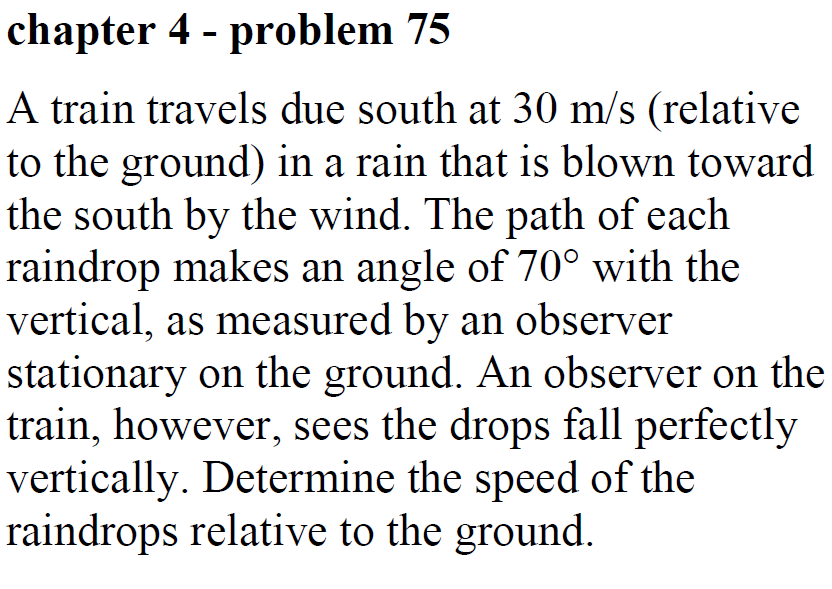 chapter 4 - problem 75
A train travels due south at 30 m/s (relative
to the ground) in a rain that is blown toward
the south by the wind. The path of each
raindrop makes an angle of 70° with the
vertical, as measured by an observer
stationary on the ground. An observer on the
train, however, sees the drops fall perfectly
vertically. Determine the speed of the
raindrops relative to the ground.